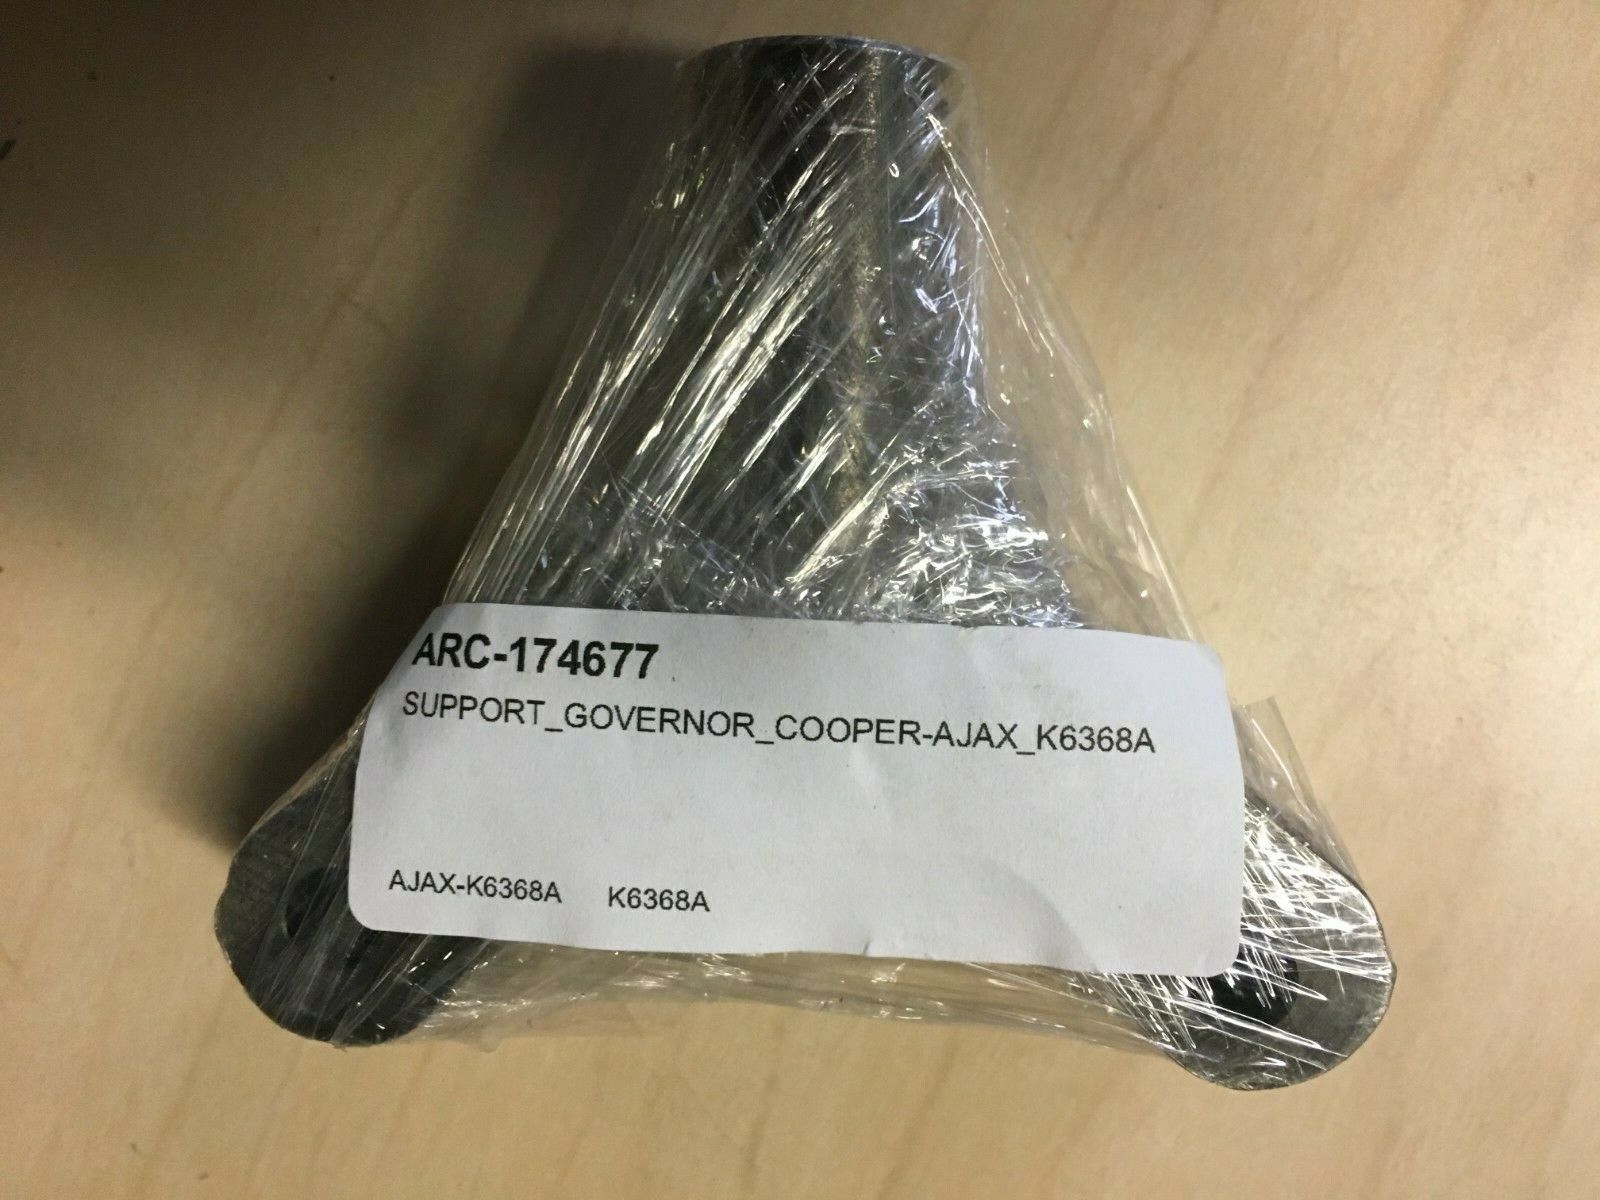 ARC-174677
SUPPORT_GOVERNOR_COOPER-AJAX_K6368A
AJAX-K6368A K6368A